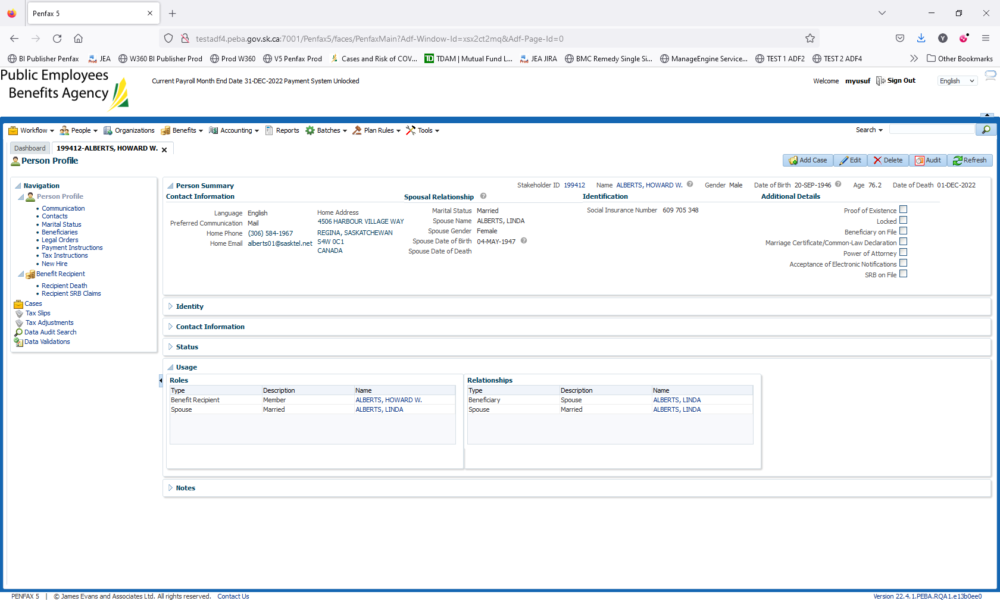 Penfax 5
testadf4.peba.gov.sk.ca:7001/Penfax5/faces/PenfaxMain?Adf-Window-Id=xsx2ct2mq&Adf-Page-Id=0
BI Publisher Penfax JEA W360 BI Publisher Prod Prod W360 V5 Penfax Prod Cases and Risk of COV... TDAM | Mutual Fund L... JEA JIRA BMC Remedy Single Si... ManageEngine Service... TEST 1 ADF2 TEST 2 ADF4 Other Bookmarks
Public Employees
Benefits Agency
Current Payroll Month End Date 31-DEC-2022 Payment System Unlocked
Welcome myusuf Sign Out English
Workflow People Organizations Benefits Accounting Reports Batches Plan Rules Tools Search
Dashboard 199412-ALBERTS, HOWARD W.
Person Profile
Add Case Edit Delete Audit Refresh
Navigation
Person Profile
Communication
Contacts
Marital Status
Beneficiaries
Legal Orders
Payment Instructions
Tax Instructions
New Hire
Benefit Recipient
Recipient Death
Recipient SRB Claims
Cases
Tax Slips
Tax Adjustments
Data Audit Search
Data Validations
Person Summary Stakeholder ID 199412 Name ALBERTS, HOWARD W. Gender Male Date of Birth 20-SEP-1946 Age 76.2 Date of Death 01-DEC-2022
Contact Information
Language English
Preferred Communication Mail
Home Phone (306) 584-1967
Home Email alberts01@sasktel.net
Home Address
4506 HARBOUR VILLAGE WAY
REGINA, SASKATCHEWAN
S4W 0C1
CANADA
Spousal Relationship
Marital Status Married
Spouse Name ALBERTS, LINDA
Spouse Gender Female
Spouse Date of Birth 04-MAY-1947
Spouse Date of Death
Identification
Social Insurance Number 609 705 348
Additional Details
Proof of Existence
Locked
Beneficiary on File
Marriage Certificate/Common-Law Declaration
Power of Attorney
Acceptance of Electronic Notifications
SRB on File
Identity
Contact Information
Status
Usage
Roles
Type Description Name
Benefit Recipient Member ALBERTS, HOWARD W.
Spouse Married ALBERTS, LINDA
Relationships
Type Description Name
Beneficiary Spouse ALBERTS, LINDA
Spouse Married ALBERTS, LINDA
Notes
PENFAX 5 | © James Evans and Associates Ltd. All rights reserved. Contact Us
Version 22.4.1.PEBA.RQA1.e13b0ee0